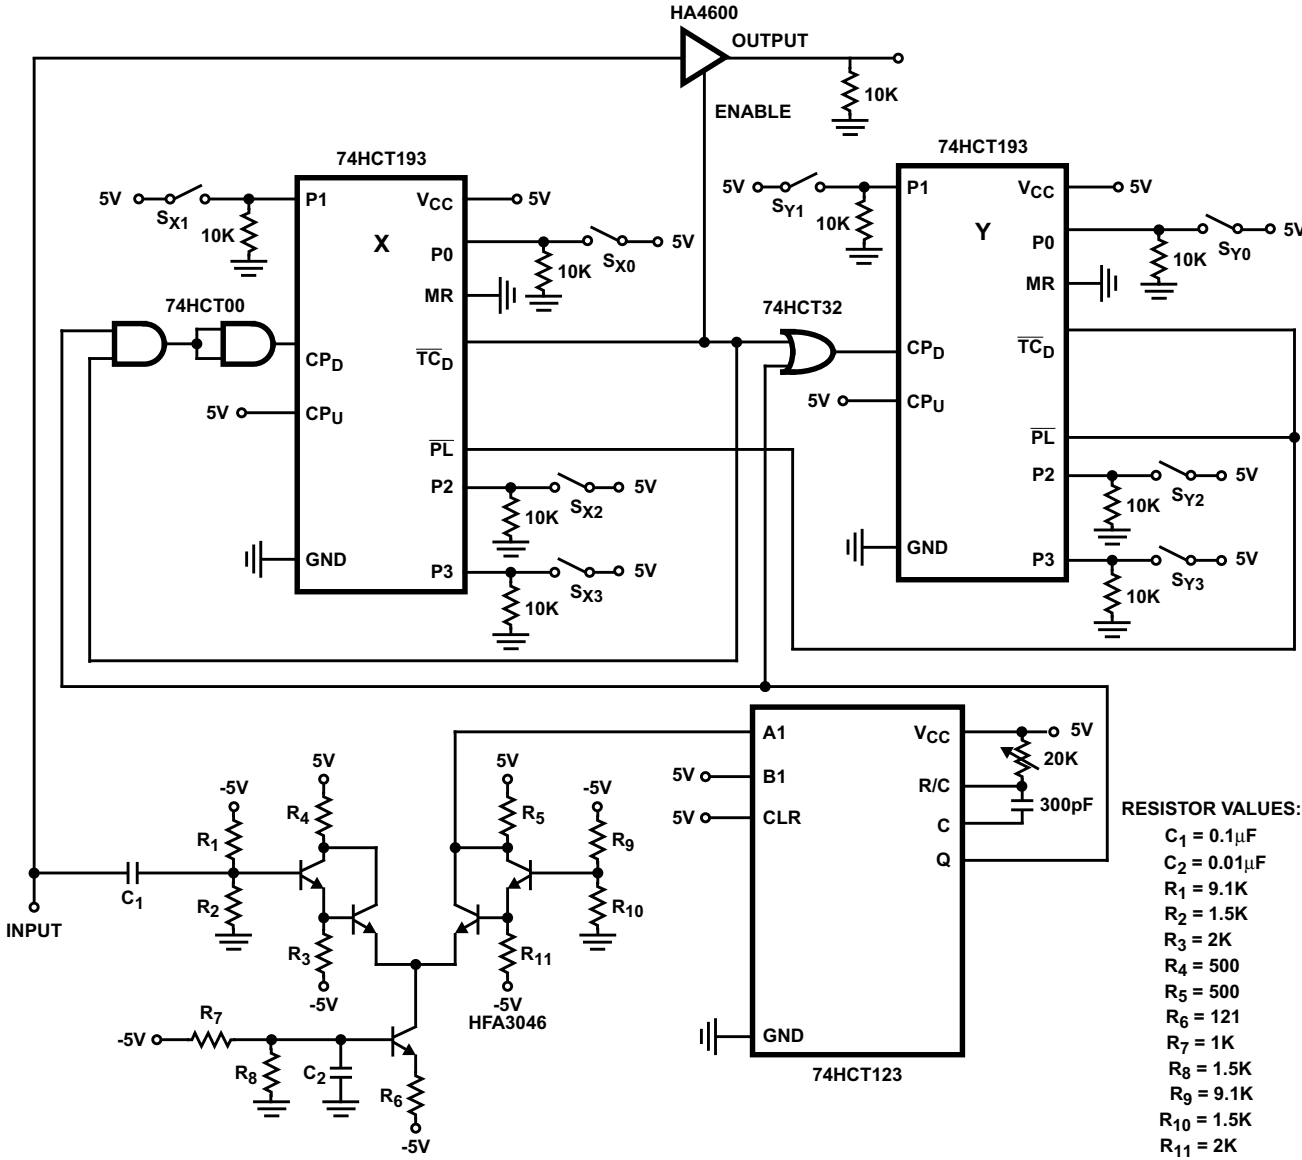 HA4600
OUTPUT
10K
ENABLE
74HCT193
5V
SX1
10K
P1
X
VCC
5V
P0
10K
SX0
5V
MR
74HCT00
CPD
TCD
5V
CPU
PL
P2
10K
SX2
5V
GND
P3
10K
SX3
5V
74HCT193
5V
SY1
10K
P1
Y
VCC
5V
P0
10K
SY0
5V
MR
74HCT32
CPD
TCD
5V
CPU
PL
P2
10K
SY2
5V
GND
P3
10K
SY3
5V
A1
VCC
5V
20K
5V
B1
R/C
300pF
5V
CLR
C
Q
GND
74HCT123
INPUT
C1
-5V
R1
R2
5V
R4
R3
-5V
5V
R5
-5V
R9
R10
R11
-5V
HFA3046
-5V
R7
R8
C2
R6
-5V
RESISTOR VALUES:
C1 = 0.1μF
C2 = 0.01μF
R1 = 9.1K
R2 = 1.5K
R3 = 2K
R4 = 500
R5 = 500
R6 = 121
R7 = 1K
R8 = 1.5K
R9 = 9.1K
R10 = 1.5K
R11 = 2K